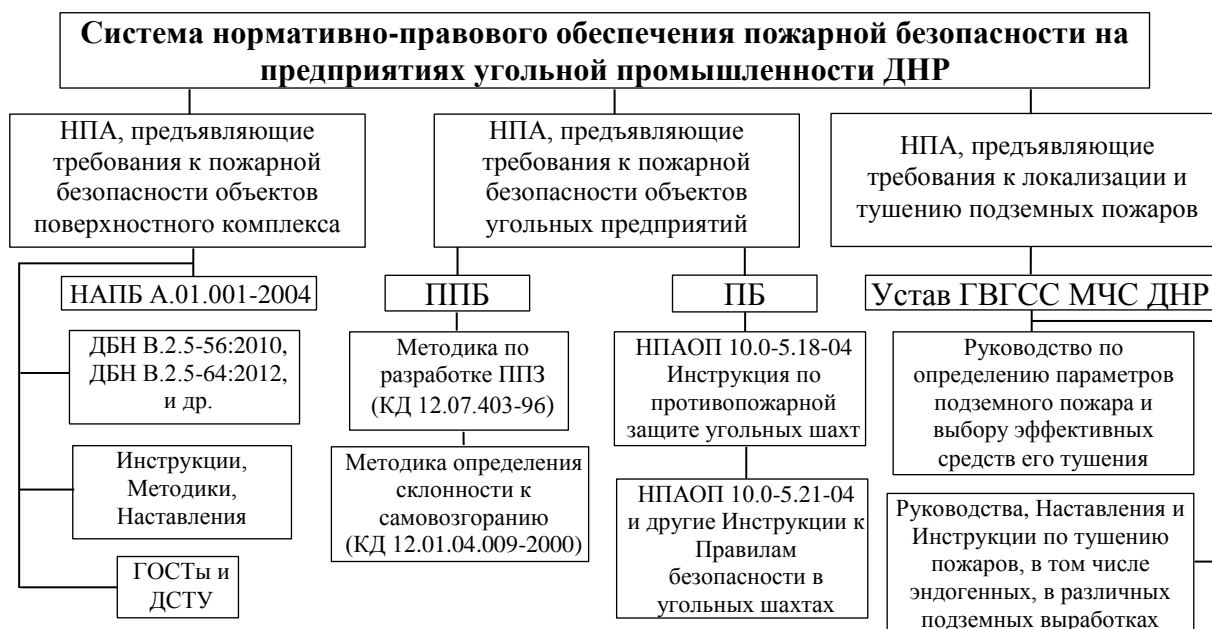 Система нормативно-правового обеспечения пожарной безопасности на
предприятиях угольной промышленности ДНР
НПА, предъявляющие
требования к пожарной
безопасности объектов
поверхностного комплекса
НПА, предъявляющие
требования к пожарной
безопасности объектов
угольных предприятий
НПА, предъявляющие
требования к локализации и
тушению подземных пожаров
НАПБ А.01.001-2004
ДБН В.2.5-56:2010,
ДБН В.2.5-64:2012,
и др.
Инструкции,
Методики,
Наставления
ГОСТы и
ДСТУ
ППБ
Методика по
разработке ППЗ
(КД 12.07.403-96)
Методика определения
склонности к
самовозгоранию
(КД 12.01.04.009-2000)
ПБ
НПАОП 10.0-5.18-04
Инструкция по
противопожарной
защите угольных шахт
НПАОП 10.0-5.21-04
и другие Инструкции к
Правилам
безопасности в
угольных шахтах
Устав ГВГСС МЧС ДНР
Руководство по
определению параметров
подземного пожара и
выбору эффективных
средств его тушения
Руководства, Наставления и
Инструкции по тушению
пожаров, в том числе
эндогенных, в различных
подземных выработках